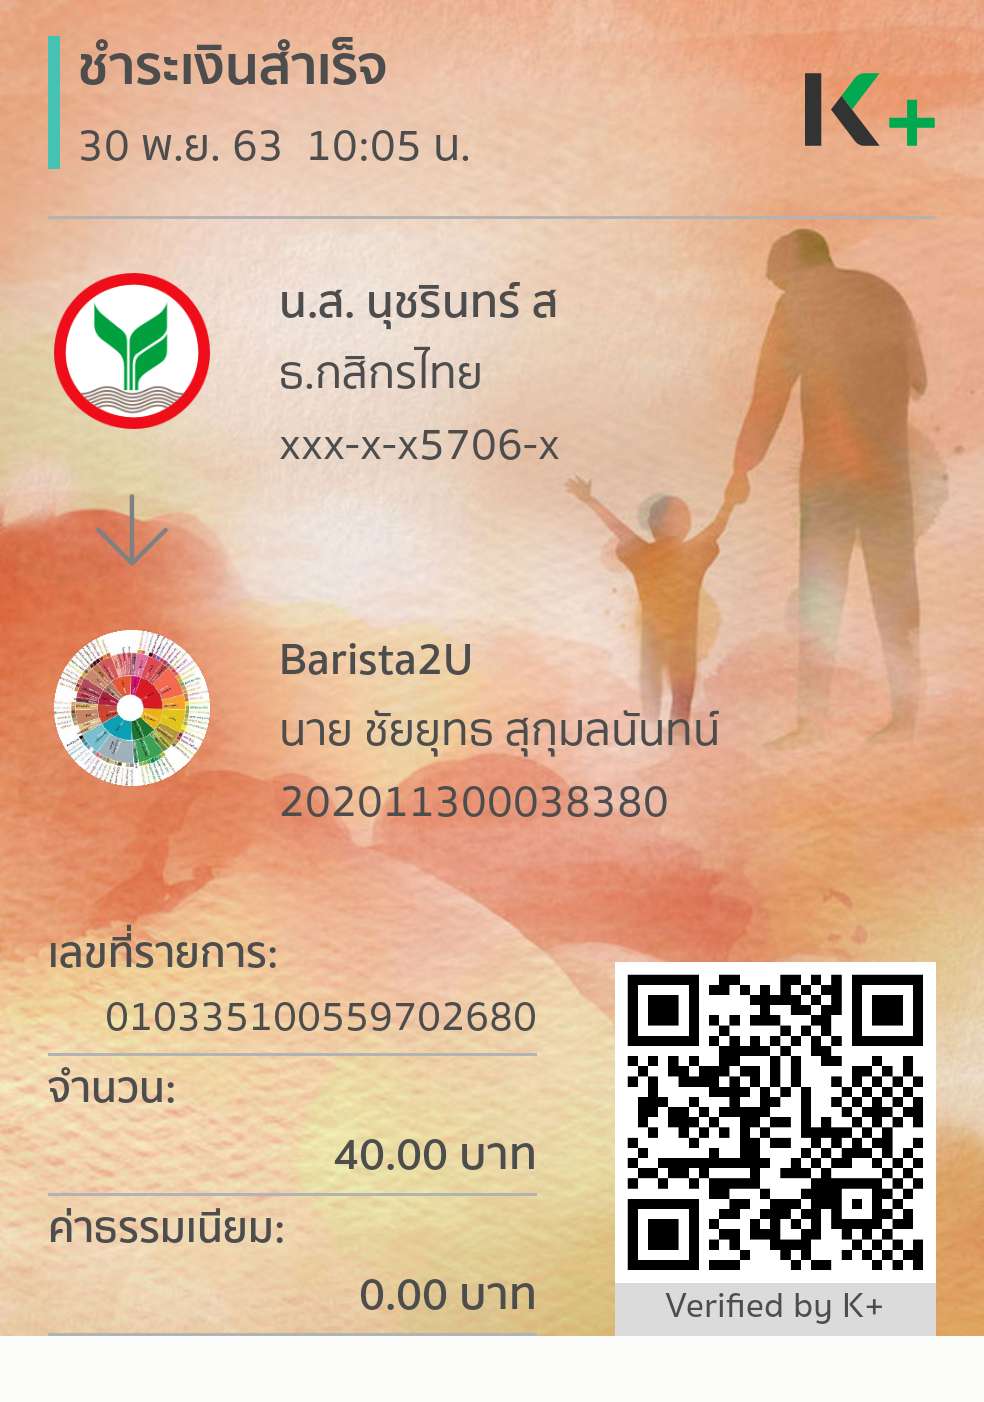 ชำระเงินสำเร็จ
30 พ.ย. 63 10:05 น.
K+
น.ส. นุชรินทร์ ส
ธ.กสิกรไทย
xxx-x-x5706-x
Barista2U
นาย ชัยยุทธ สุกุมลนันทน์
202011300038380
เลขที่รายการ:
010335100559702680
จำนวน:
40.00 บาท
ค่าธรรมเนียม:
0.00 บาท
Verified by K+